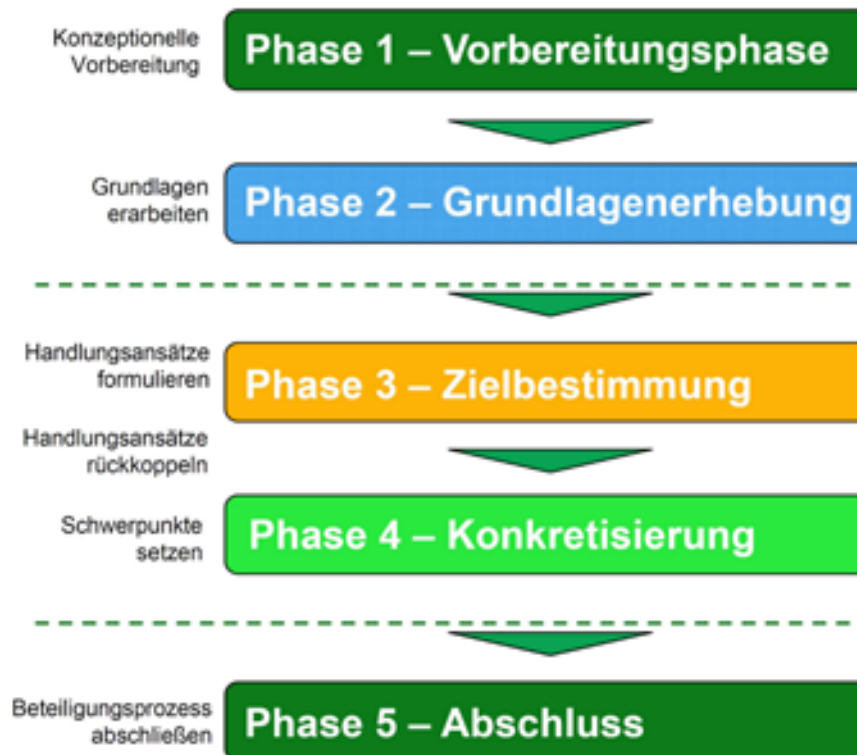 Konzeptionelle
Vorbereitung
Phase 1 – Vorbereitungsphase
Grundlagen
erarbeiten
Phase 2 – Grundlagenerhebung
Handlungsansätze
formulieren
Phase 3 – Zielbestimmung
Handlungsansätze
rückkoppeln
Schwerpunkte
setzen
Phase 4 – Konkretisierung
Beteiligungsprozess
abschließen
Phase 5 – Abschluss